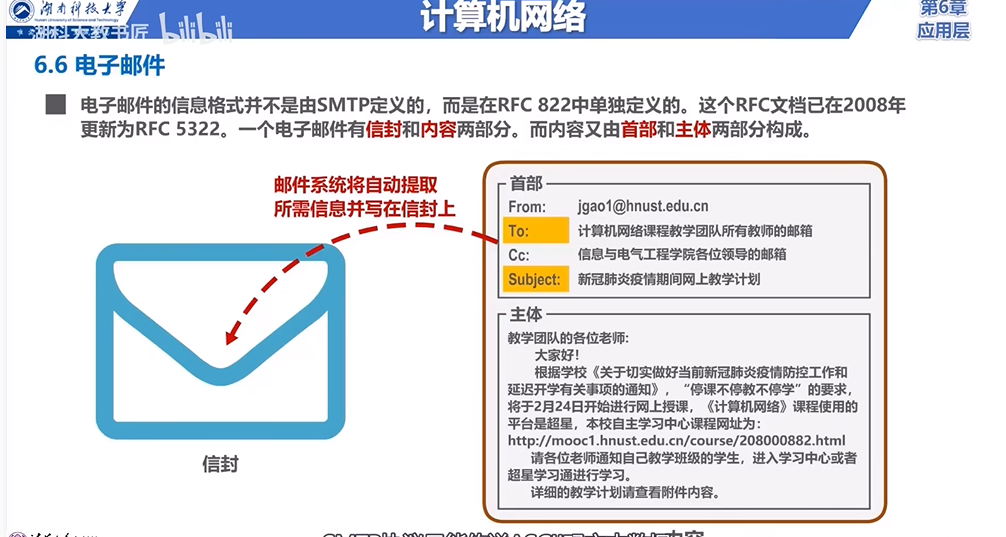 湖南科技大学
Hunan University of Science and Technology
湖科大教书匠 bilibili
计算机网络
第6章
应用层
6.6 电子邮件
电子邮件的信息格式并不是由SMTP定义的，而是在RFC 822中单独定义的。这个RFC文档已在2008年
更新为RFC 5322。一个电子邮件有信封和内容两部分。而内容又由首部和主体两部分构成。
邮件系统将自动提取
所需信息并写在信封上
信封
首部
From: jgao1@hnust.edu.cn
To: 计算机网络课程教学团队所有教师的邮箱
Cc: 信息与电气工程学院各位领导的邮箱
Subject: 新冠肺炎疫情期间网上教学计划
主体
教学团队的各位老师：
大家好！
根据学校《关于切实做好当前新冠肺炎疫情防控工作和
延迟开学有关事项的通知》，“停课不停教不停学”的要求，
将于2月24日开始进行网上授课，《计算机网络》课程使用的
平台是超星，本校自主学习中心课程网址为：
http://mooc1.hnust.edu.cn/course/208000882.html
请各位老师通知自己教学班级的学生，进入学习中心或者
超星学习通进行学习。
详细的教学计划请查看附件内容。
内容